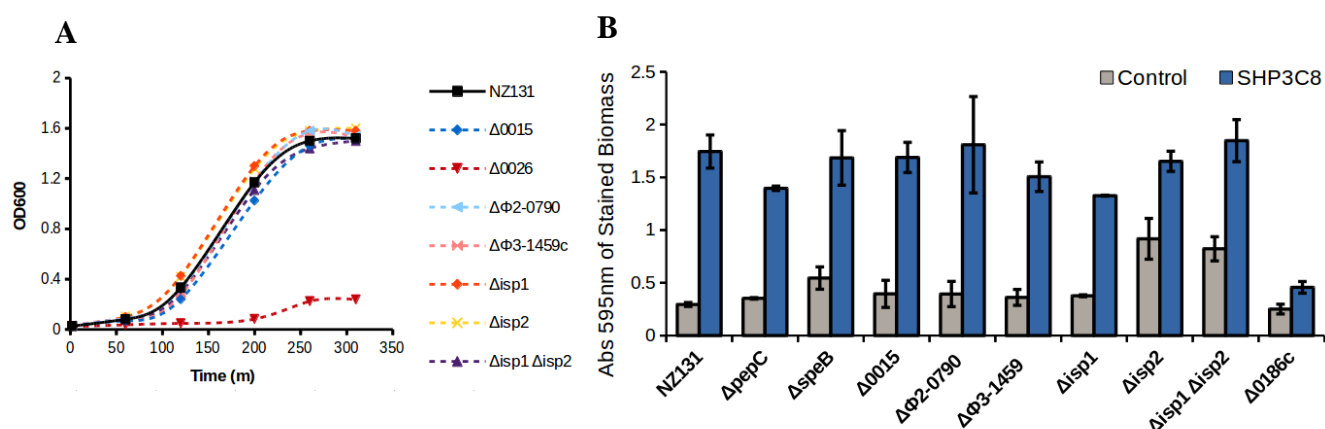 A
2
1.6
1.2
0.8
0.4
0
OD600
0 50 100 150 200 250 300 350
Time (m)
NZ131
Δ0015
Δ0026
ΔΦ2-0790
ΔΦ3-1459c
Δisp1
Δisp2
Δisp1 Δisp2
B
Control SHP3C8
2.5
2
1.5
1
0.5
0
Abs 595nm of Stained Biomass
NZ131
ΔpepC
ΔspeB
Δ0015
ΔΦ2-0790
ΔΦ3-1459
Δisp1
Δisp2
Δisp1 Δisp2
Δ0186c